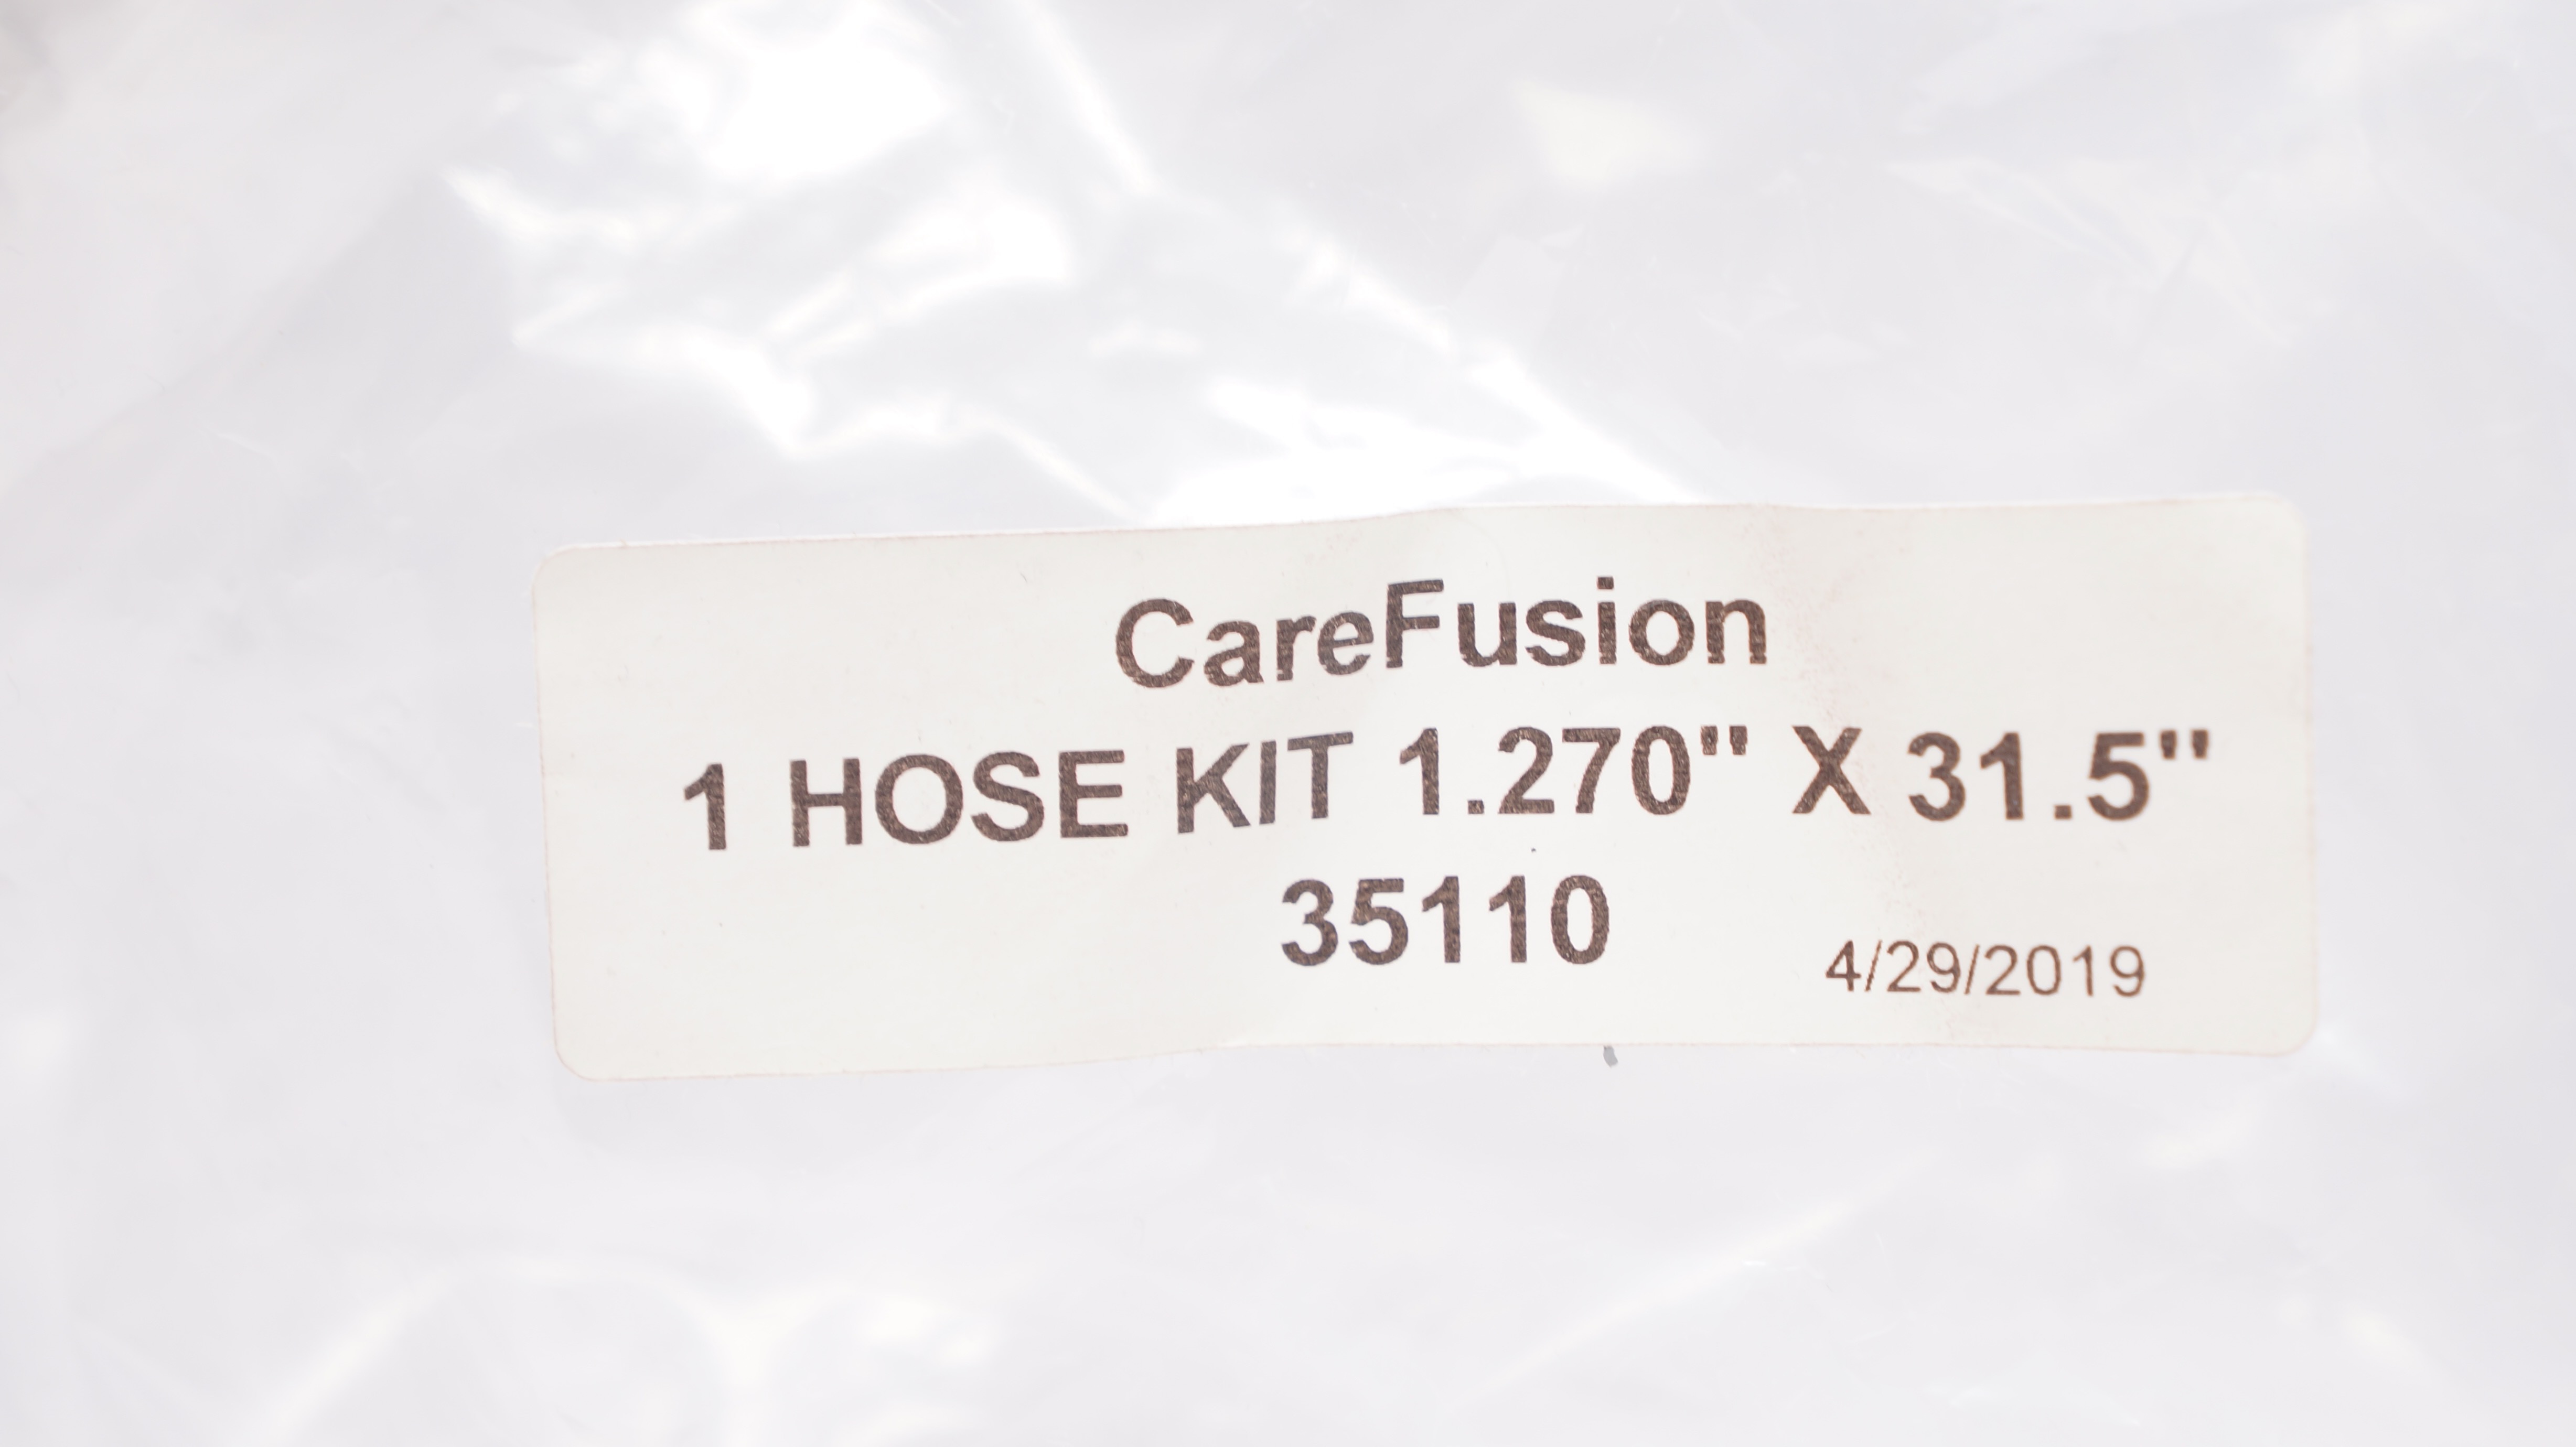 CareFusion
1 HOSE KIT 1.270" X 31.5"
35110
4/29/2019